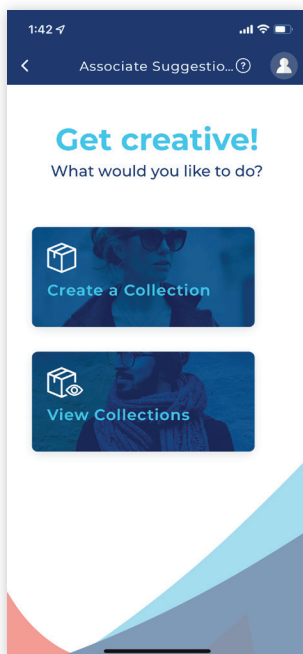 1:42
Associate Suggestio...
?
Get creative!
What would you like to do?
Create a Collection
View Collections